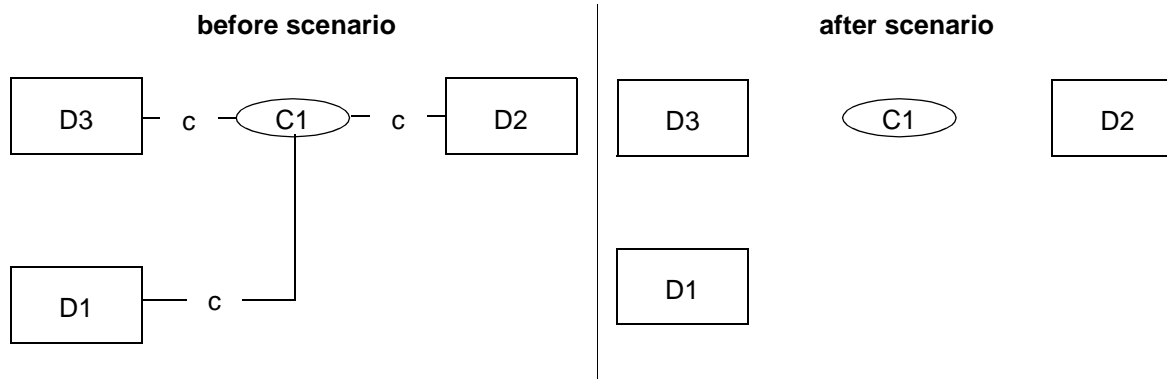 before scenario
after scenario
D3 c C1 c D2
D3 C1 D2
D1 c
D1